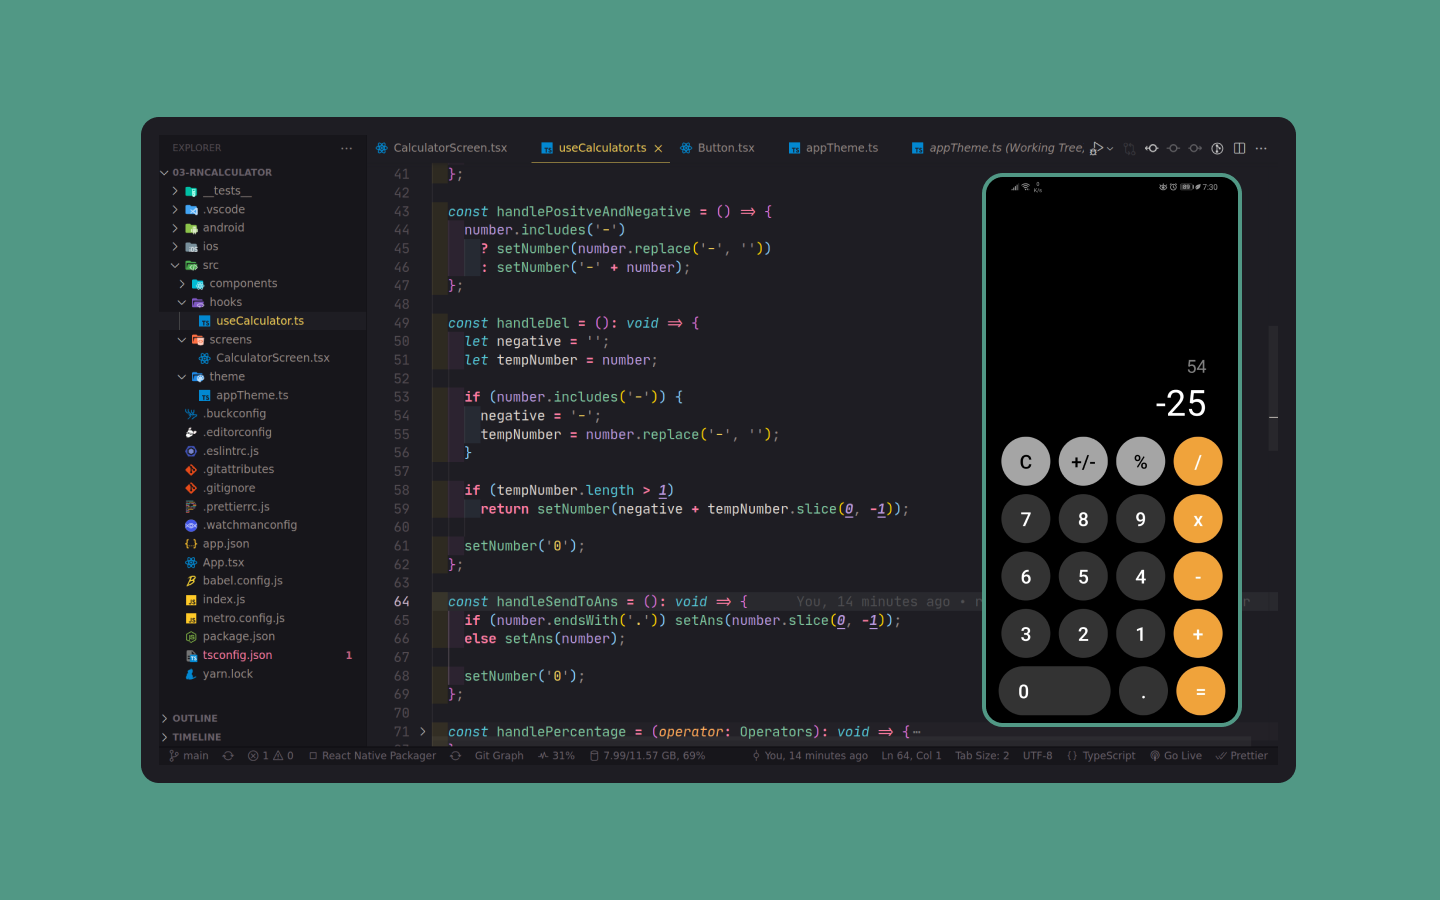 EXPLORER
03-RNCALCULATOR
__tests__
.vscode
android
ios
src
components
hooks
useCalculator.ts
screens
CalculatorScreen.tsx
theme
appTheme.ts
.buckconfig
.editorconfig
.eslintrc.js
.gitattributes
.gitignore
.prettierrc.js
.watchmanconfig
app.json
App.tsx
babel.config.js
index.js
metro.config.js
package.json
tsconfig.json 1
yarn.lock
OUTLINE
TIMELINE
CalculatorScreen.tsx useCalculator.ts Button.tsx appTheme.ts appTheme.ts (Working Tree,
41 };
42
43 const handlePositveAndNegative = () => {
44 number.includes('-')
45 ? setNumber(number.replace('-', ''))
46 : setNumber('-' + number);
47 };
48
49 const handleDel = (): void => {
50 let negative = '';
51 let tempNumber = number;
52
53 if (number.includes('-')) {
54 negative = '-';
55 tempNumber = number.replace('-', '');
56 }
57
58 if (tempNumber.length > 1)
59 return setNumber(negative + tempNumber.slice(0, -1));
60
61 setNumber('0');
62 };
63
64 const handleSendToAns = (): void => { You, 14 minutes ago •
65 if (number.endsWith('.')) setAns(number.slice(0, -1));
66 else setAns(number);
67
68 setNumber('0');
69 };
70
71 const handlePercentage = (operator: Operators): void => {
7:30
54
-25
C +/- % /
7 8 9 x
6 5 4 -
3 2 1 +
0 . =
main 1 0 React Native Packager Git Graph 31% 7.99/11.57 GB, 69% You, 14 minutes ago Ln 64, Col 1 Tab Size: 2 UTF-8 {} TypeScript Go Live Prettier